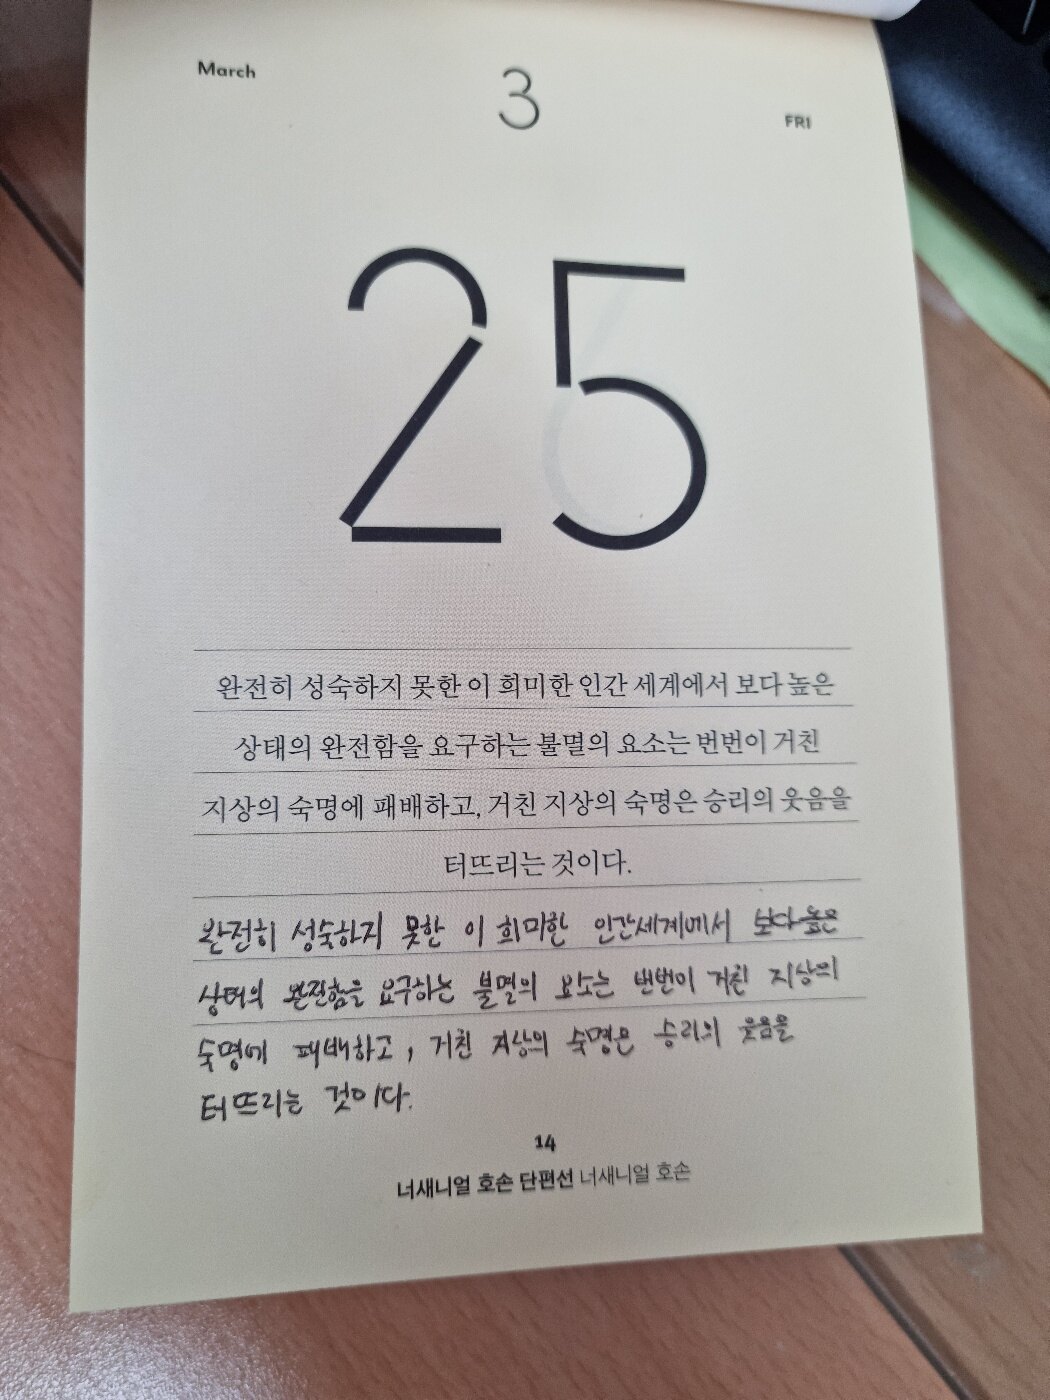 March
3
FRI
25
완전히 성숙하지 못한 이 희미한 인간 세계에서 보다 높은
상태의 완전함을 요구하는 불멸의 요소는 번번이 거친
지상의 숙명에 패배하고, 거친 지상의 숙명은 승리의 웃음을
터뜨리는 것이다.
완전히 성숙하지 못한 이 희미한 인간세계에서 보다 높은
상태의 완전함을 요구하는 불멸의 요소는 번번이 거친 지상의
숙명에 패배하고, 거친 지상의 숙명은 승리의 웃음을
터뜨리는 것이다.
14
너새니얼 호손 단편선 너새니얼 호손